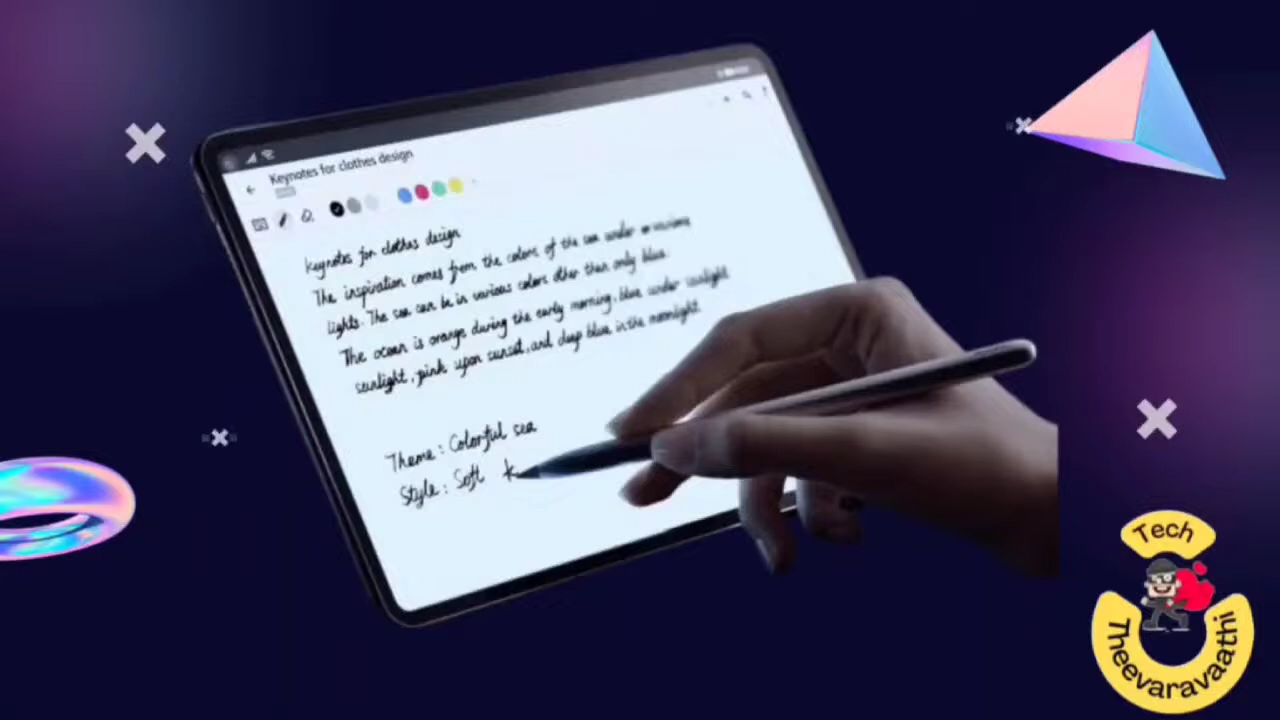 Keynotes for clothes design
keynotes for clothes design
The inspiration comes from the colors of the sea under various
lights. The sea can be in various colors other than only blue.
The ocean is orange during the early morning, blue under sunlight
sunlight, pink upon sunset, and deep blue in the moonlight.
Theme: Colorful sea
Style: Soft k
Tech
Theevaravaathi